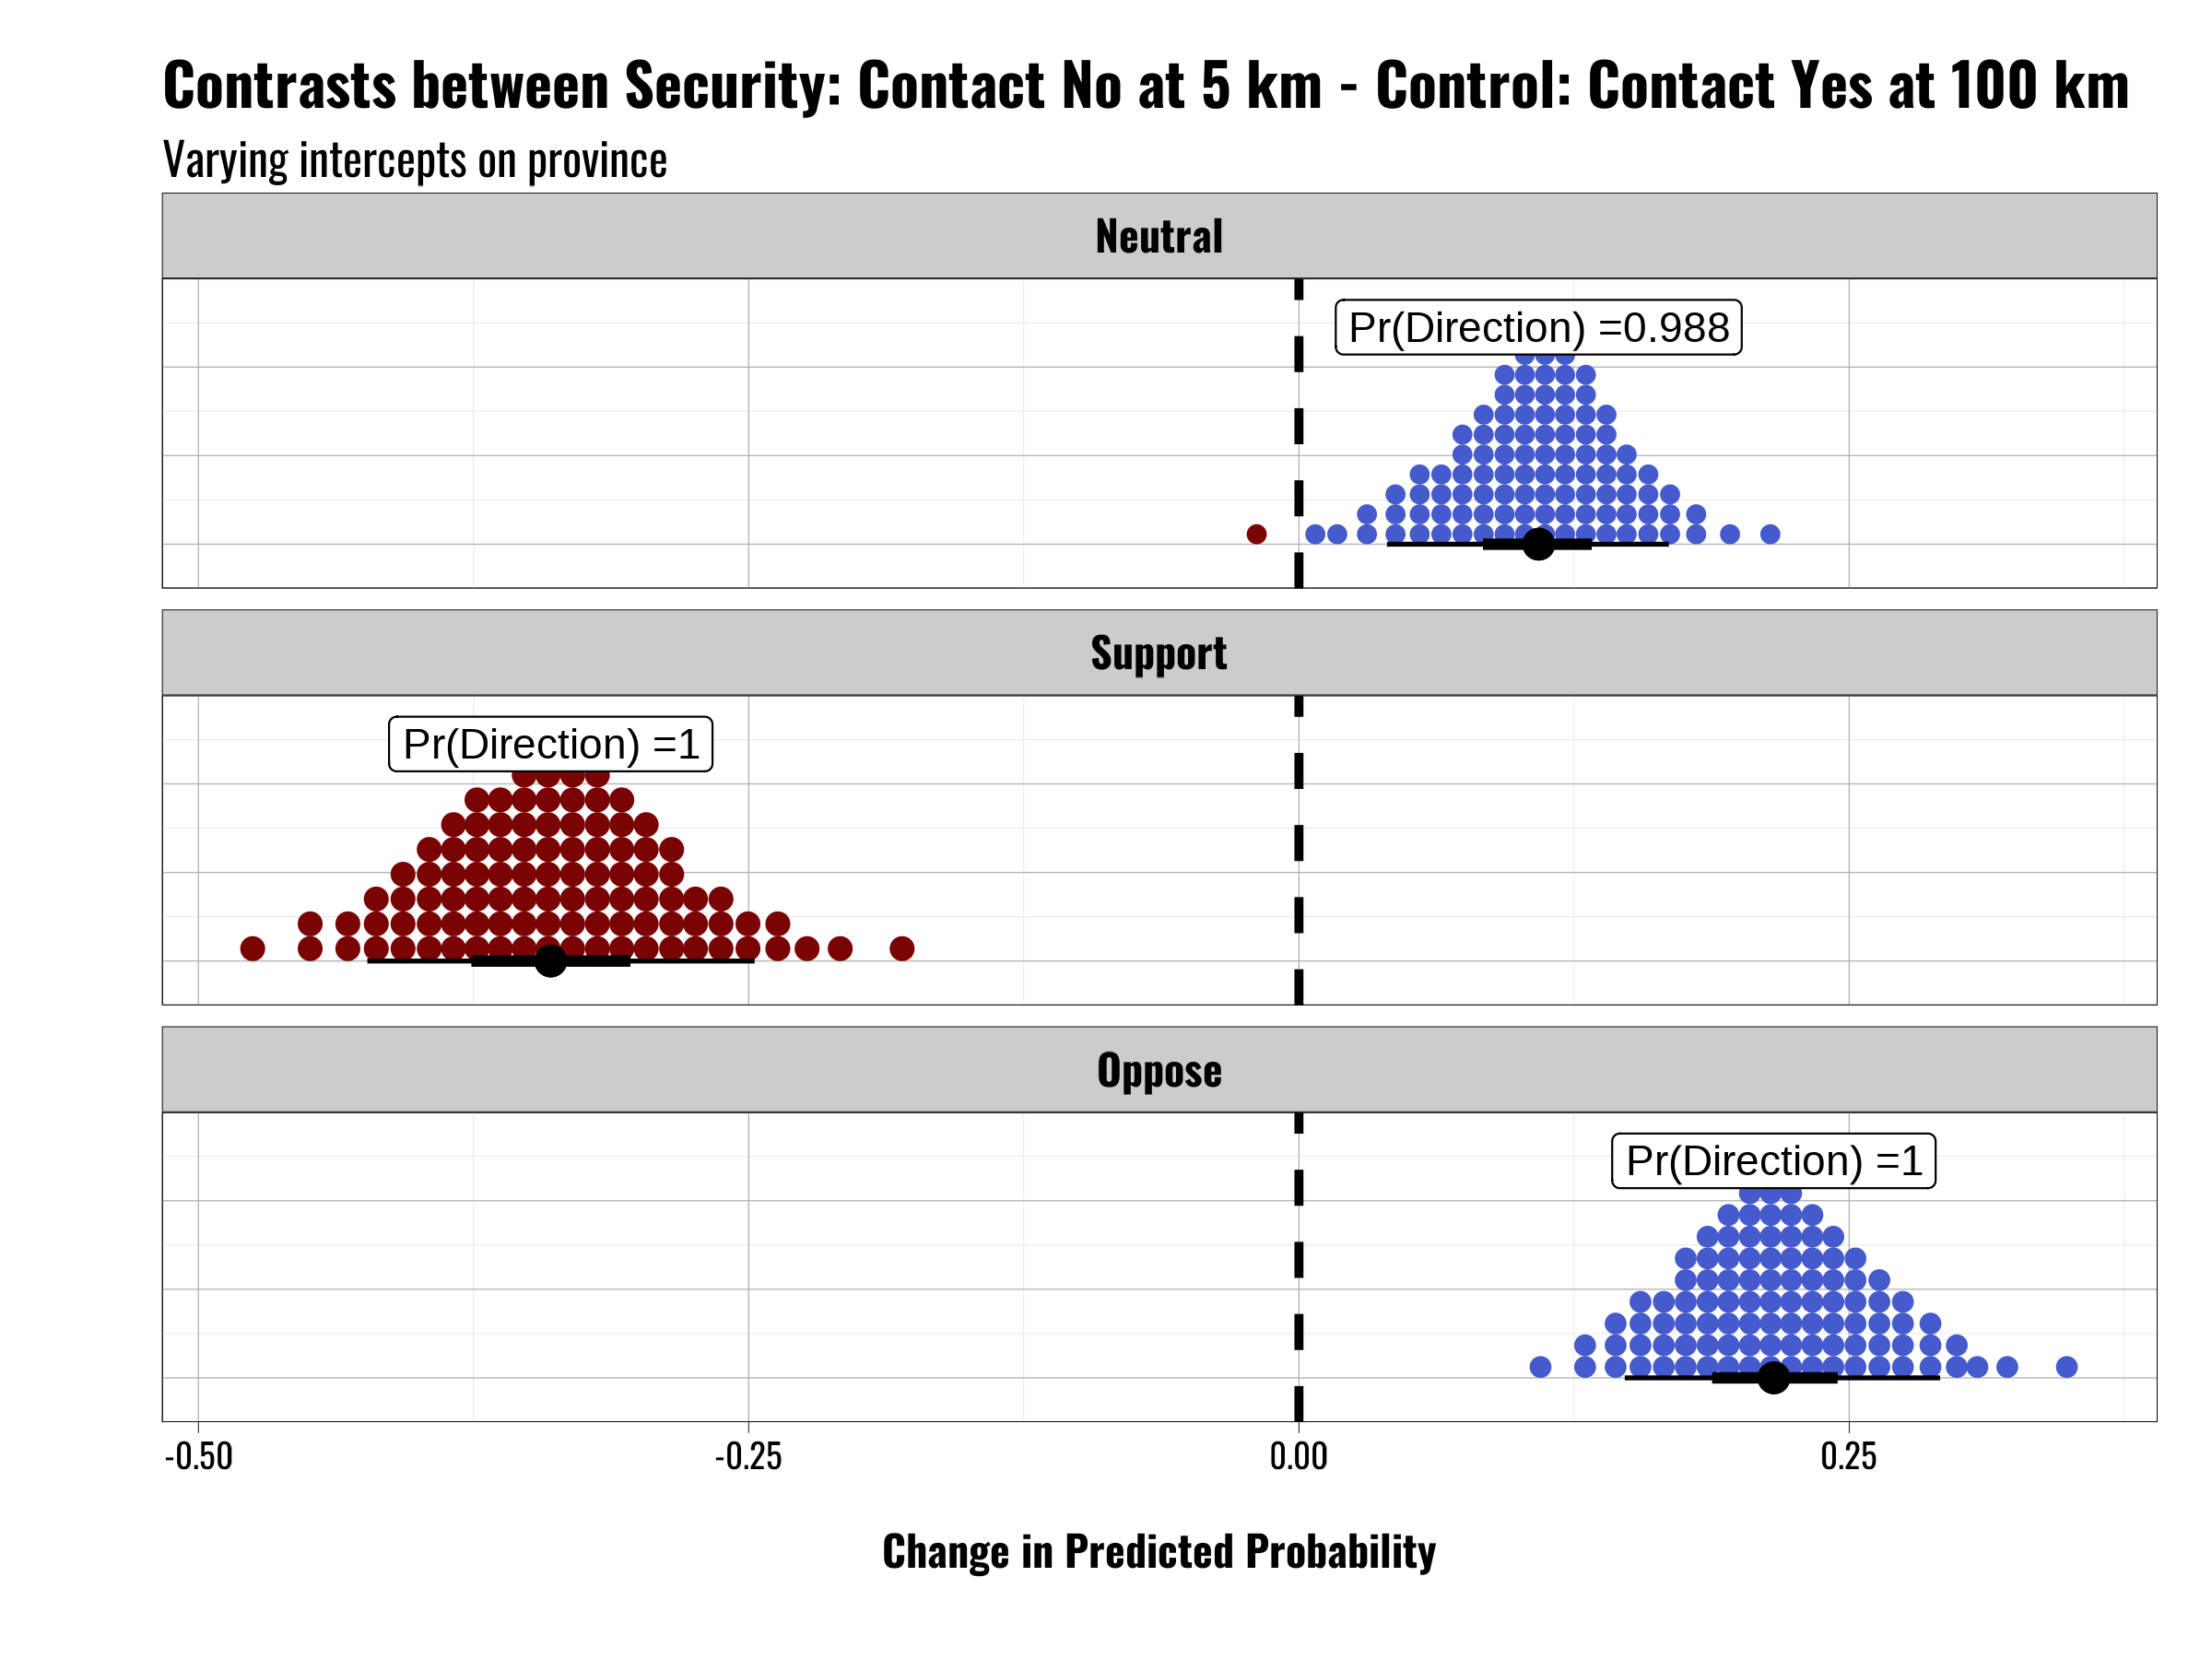 Contrasts between Security: Contact No at 5 km - Control: Contact Yes at 100 km
Varying intercepts on province
Neutral
Pr(Direction) =0.988
Support
Pr(Direction) =1
Oppose
Pr(Direction) =1
-0.50 -0.25 0.00 0.25
Change in Predicted Probability